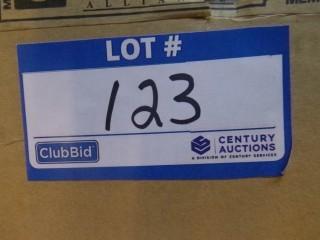 LOT #
123
ClubBid
CENTURY
AUCTIONS
A DIVISION OF CENTURY SERVICES